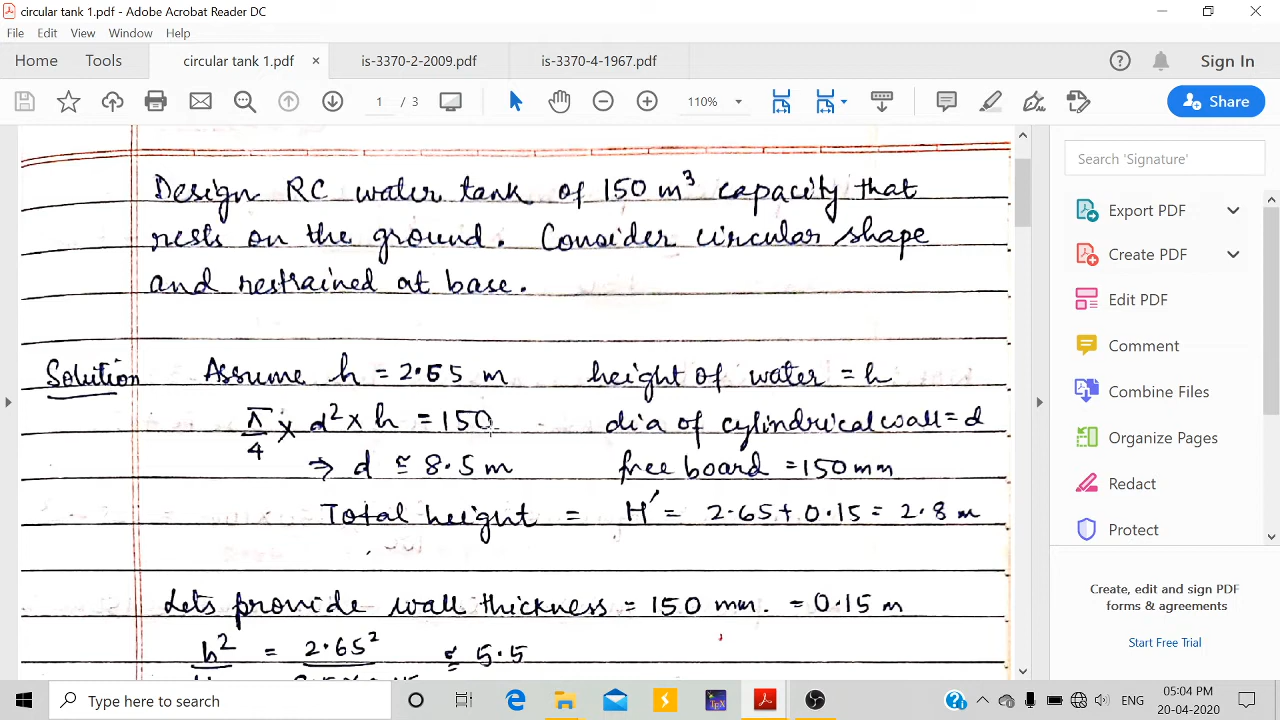 circular tank 1.pdf - Adobe Acrobat Reader DC
File Edit View Window Help
Home Tools circular tank 1.pdf × is-3370-2-2009.pdf is-3370-4-1967.pdf Sign In
1 / 3 110% Share
Design RC water tank of 150 m³ capacity that
rests on the ground. Consider circular shape
and restrained at base.
Solution Assume h = 2.65 m height of water = h
π/4 × d² × h = 150 dia of cylindrical wall = d
⇒ d ≅ 8.5 m free board = 150 mm
Total height = H' = 2.65 + 0.15 = 2.8 m
Lets provide wall thickness = 150 mm. = 0.15 m
h² = 2.65² ≅ 5.5
Search 'Signature'
Export PDF
Create PDF
Edit PDF
Comment
Combine Files
Organize Pages
Redact
Protect
Create, edit and sign PDF
forms & agreements
Start Free Trial
Type here to search
ENG
05:04 PM
20-04-2020